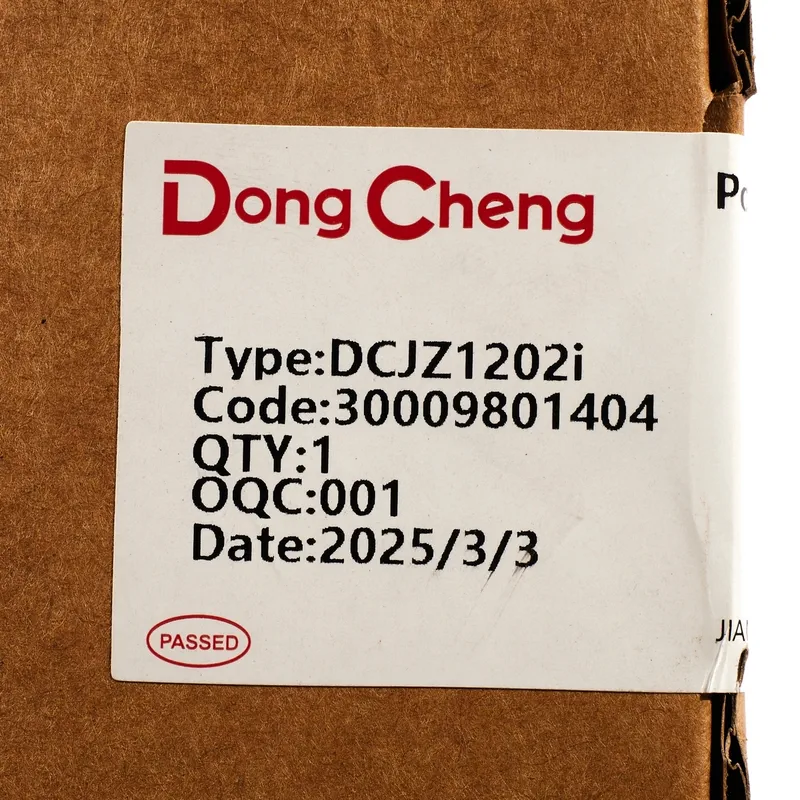 Dong Cheng
Type:DCJZ1202i
Code:30009801404
QTY:1
OQC:001
Date:2025/3/3
PASSED